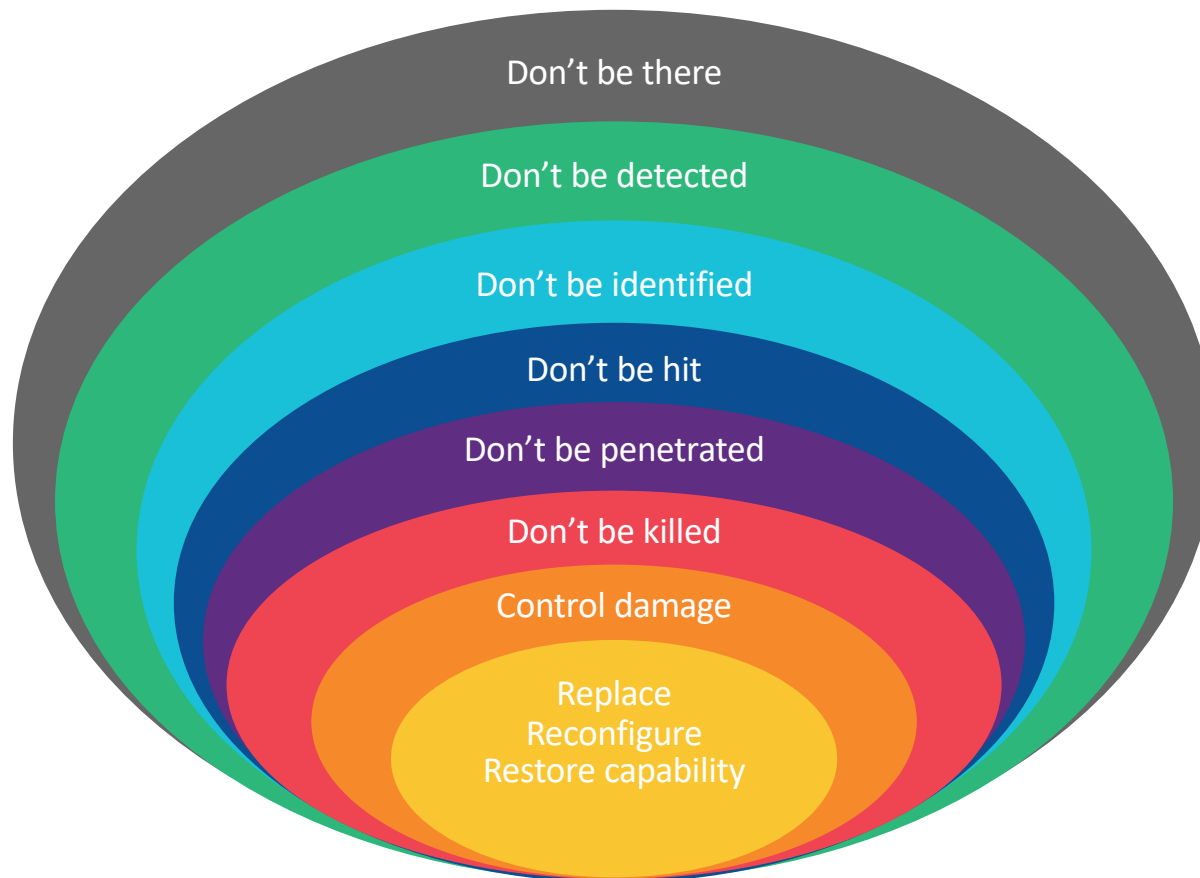 Don’t be there
Don’t be detected
Don’t be identified
Don’t be hit
Don’t be penetrated
Don’t be killed
Control damage
Replace
Reconfigure
Restore capability